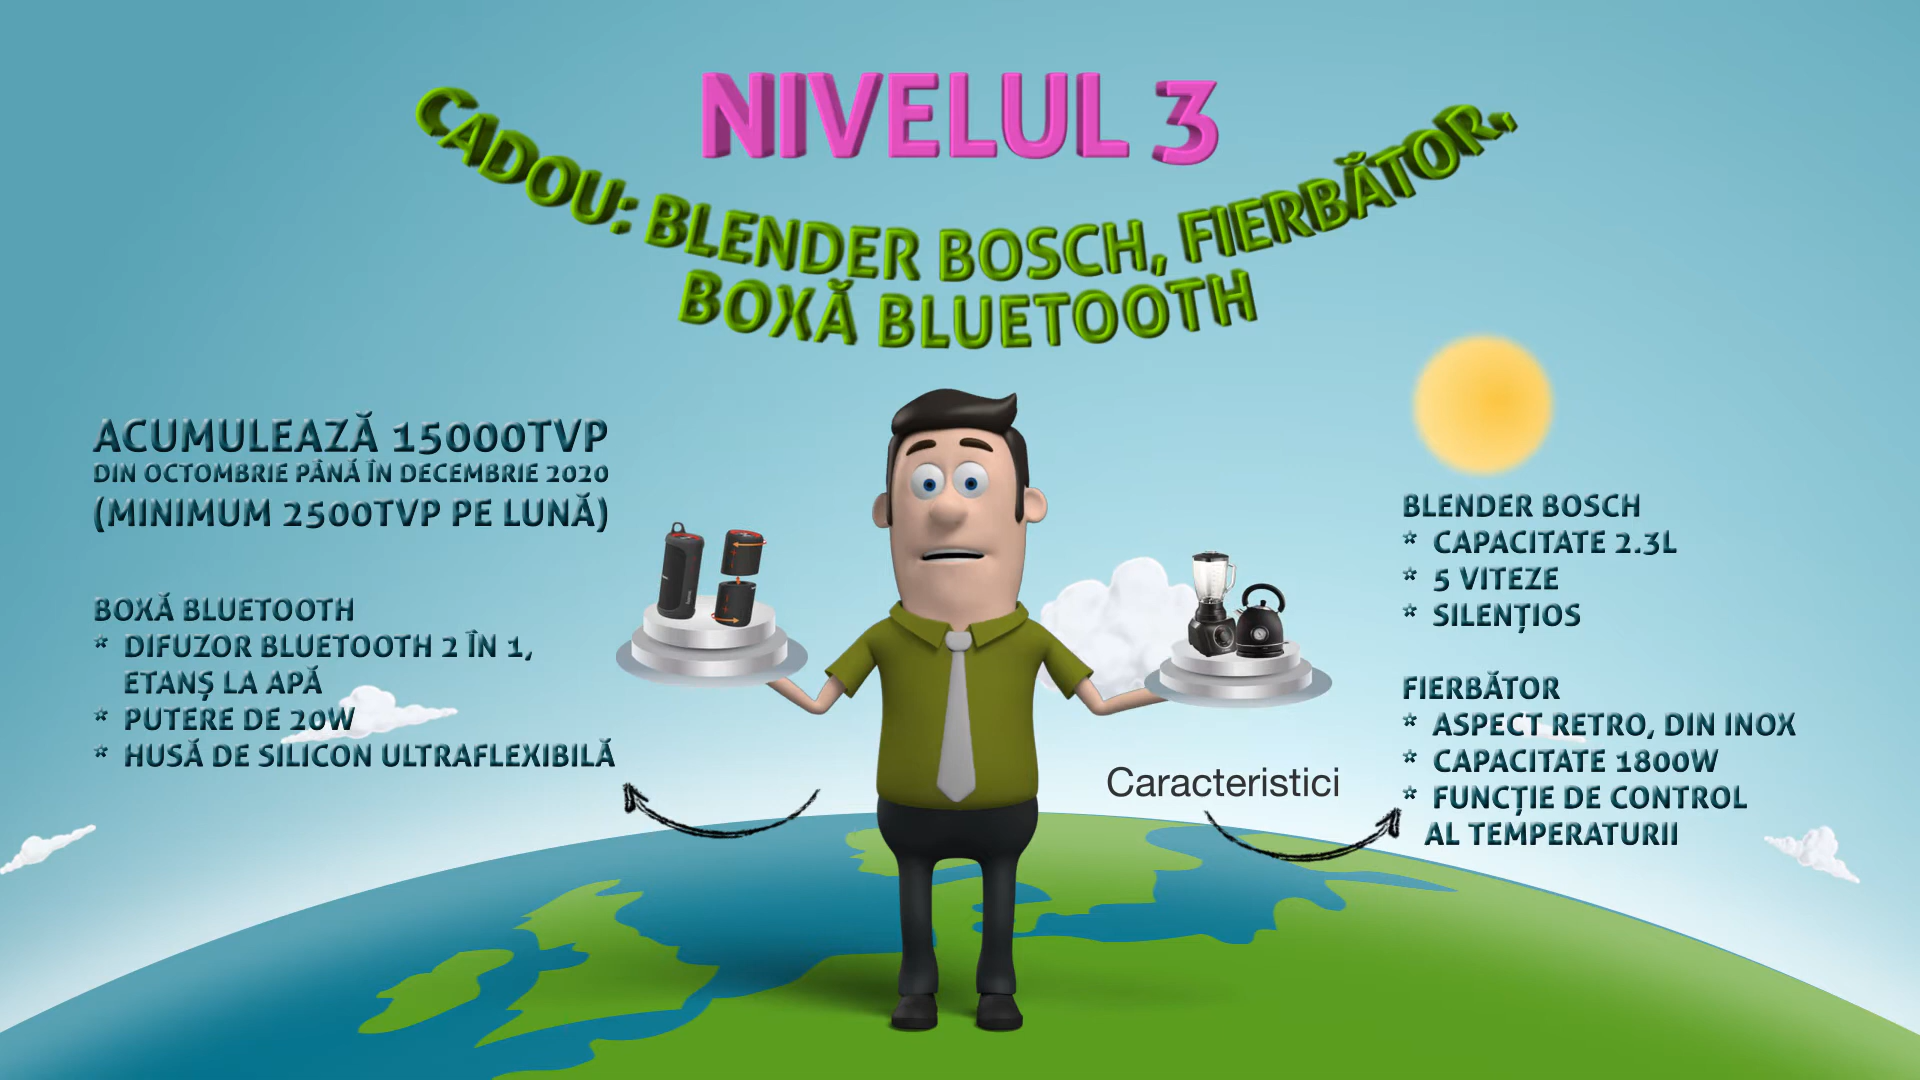 NIVELUL 3
CADOU: BLENDER BOSCH, FIERBĂTOR,
BOXĂ BLUETOOTH
ACUMULEAZĂ 15000TVP
DIN OCTOMBRIE PÂNĂ ÎN DECEMBRIE 2020
(MINIMUM 2500TVP PE LUNĂ)
BOXĂ BLUETOOTH
* DIFUZOR BLUETOOTH 2 ÎN 1,
ETANȘ LA APĂ
* PUTERE DE 20W
* HUSĂ DE SILICON ULTRAFLEXIBILĂ
Caracteristici
BLENDER BOSCH
* CAPACITATE 2.3L
* 5 VITEZE
* SILENȚIOS
FIERBĂTOR
* ASPECT RETRO, DIN INOX
* CAPACITATE 1800W
* FUNCȚIE DE CONTROL
AL TEMPERATURII